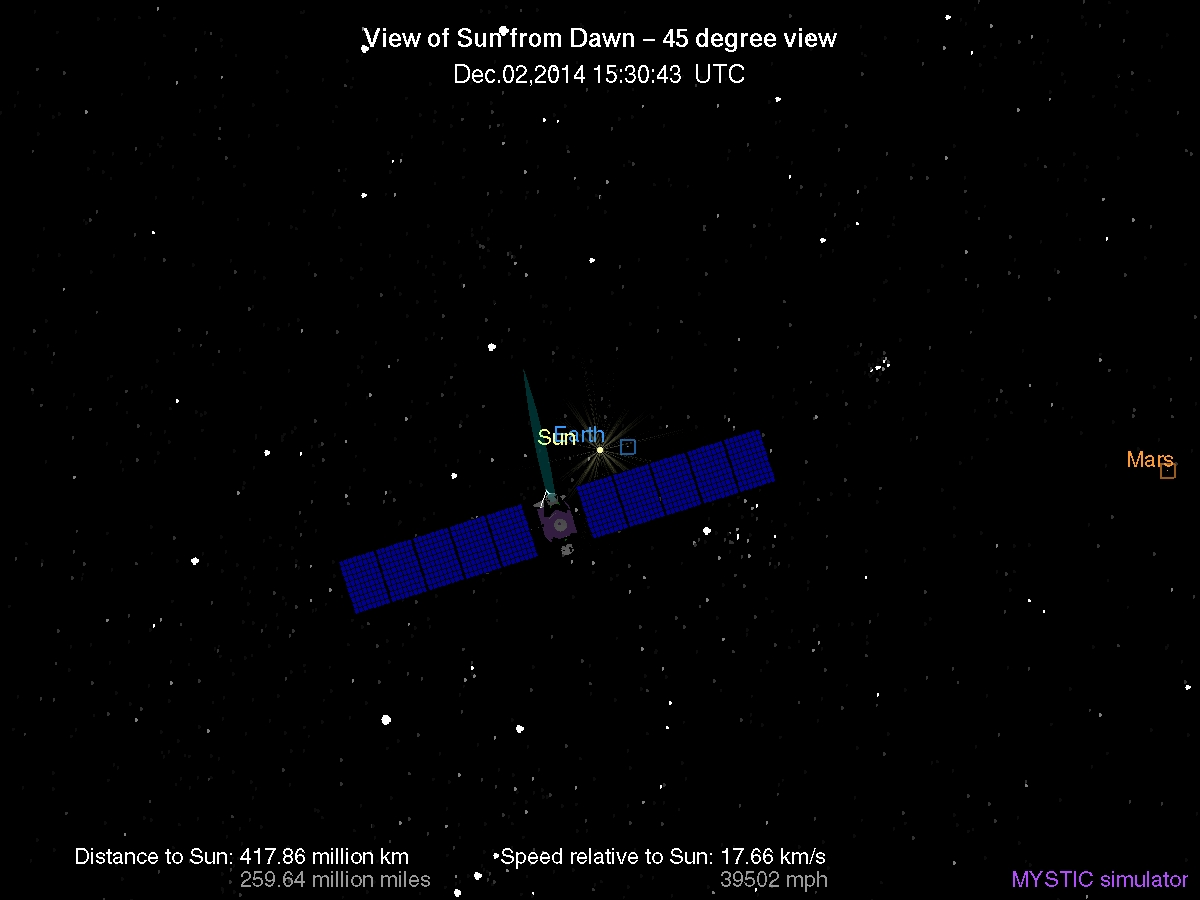 View of Sun from Dawn – 45 degree view
Dec.02,2014 15:30:43 UTC
Sun
Earth
Mars
Distance to Sun: 417.86 million km
259.64 million miles
Speed relative to Sun: 17.66 km/s
39502 mph
MYSTIC simulator